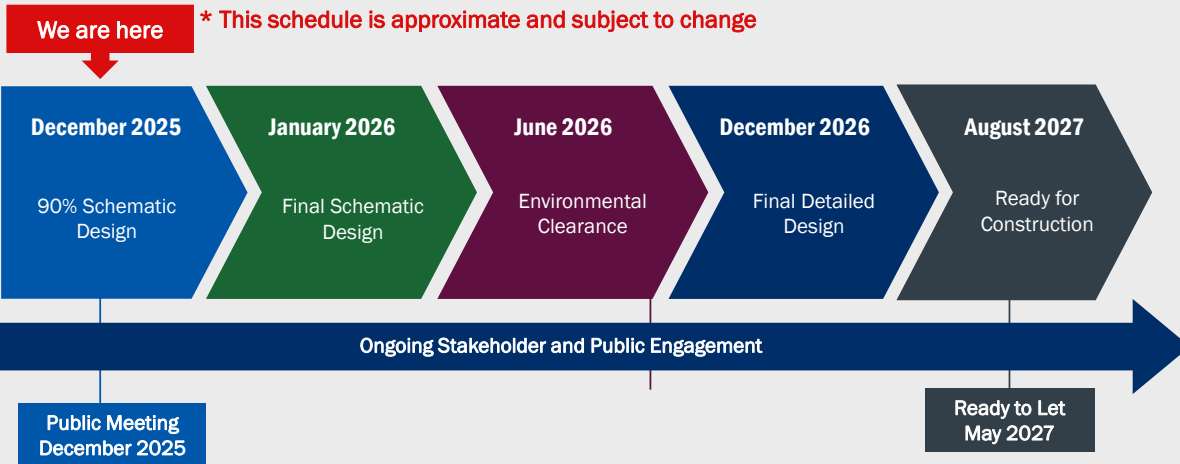 We are here
* This schedule is approximate and subject to change
December 2025
90% Schematic
Design
January 2026
Final Schematic
Design
June 2026
Environmental
Clearance
December 2026
Final Detailed
Design
August 2027
Ready for
Construction
Ongoing Stakeholder and Public Engagement
Public Meeting
December 2025
Ready to Let
May 2027